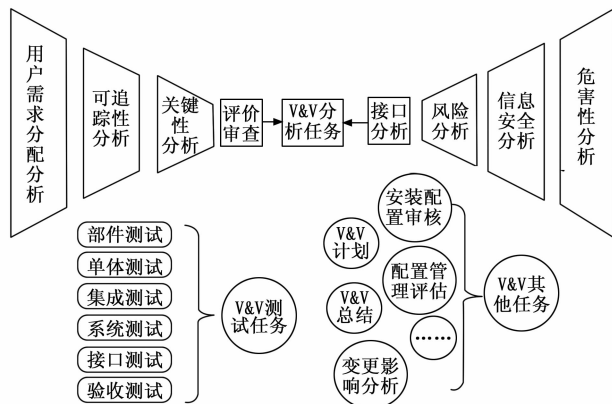 用户需求分配分析
可追
踪性
分析
关键
性
分析
评价
审查
V&V分
析任务
接口
分析
风险
分析
信息
安全
分析
危害性分析
部件测试
单体测试
集成测试
系统测试
接口测试
验收测试
V&V测
试任务
安装配
置审核
V&V
计划
配置管
理评估
V&V
总结
……
变更影
响分析
V&V其
他任务